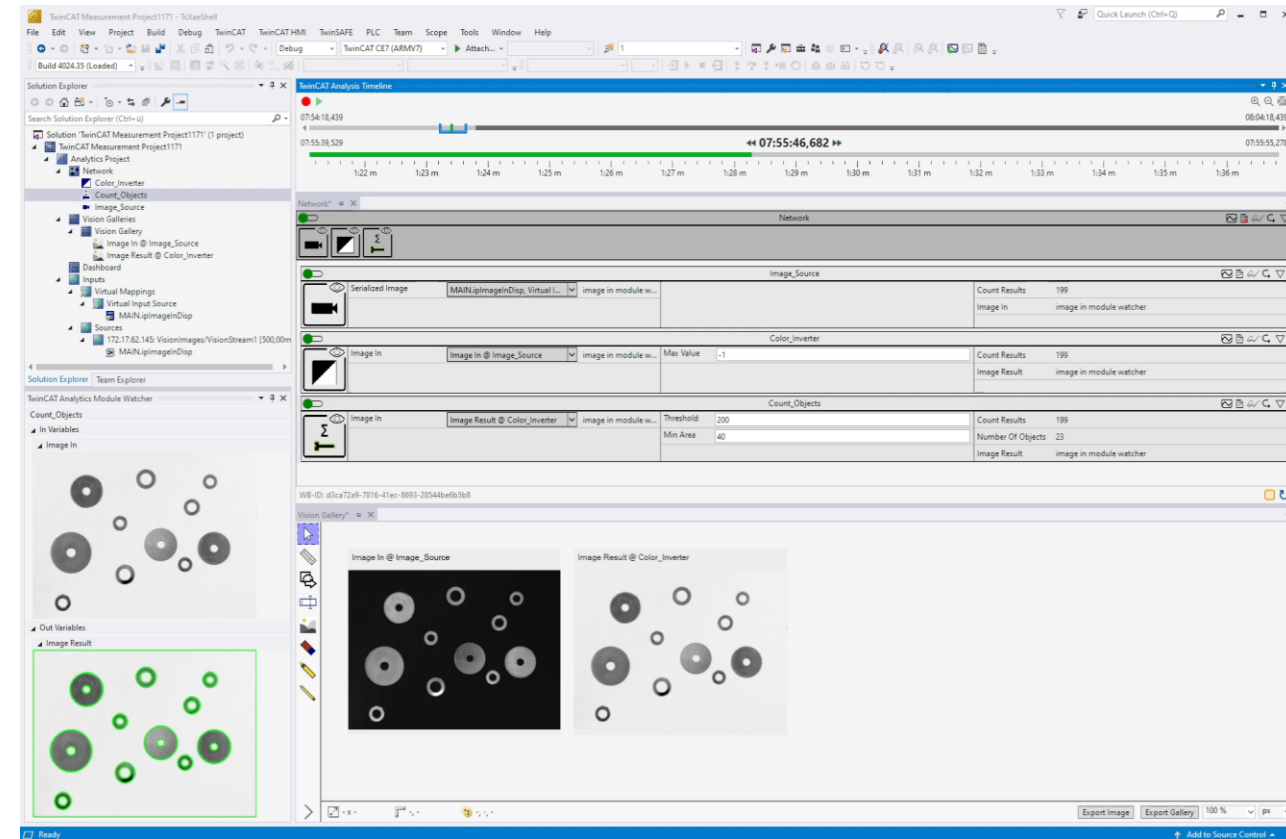 TwinCAT Measurement Project1171 - TcXaeShell
Quick Launch (Ctrl+Q)
File Edit View Project Build Debug TwinCAT TwinCAT HMI TwinSAFE PLC Team Scope Tools Window Help
Debug TwinCAT CE7 (ARMV7) Attach... 1
Build 4024.35 (Loaded)
Solution Explorer
Search Solution Explorer (Ctrl+ü)
Solution 'TwinCAT Measurement Project1171' (1 project)
TwinCAT Measurement Project1171
Analytics Project
Network
Color_Inverter
Count_Objects
Image_Source
Vision Galleries
Vision Gallery
Image In @ Image_Source
Image Result @ Color_Inverter
Dashboard
Inputs
Virtual Mappings
Virtual Input Source
MAIN.ipImageInDisp
Sources
172.17.62.145: VisionImages/VisionStream1 [500,00m
MAIN.ipImageInDisp
Solution Explorer Team Explorer
TwinCAT Analytics Module Watcher
Count_Objects
In Variables
Image In
Out Variables
Image Result
TwinCAT Analysis Timeline
07:54:18,439 08:04:18,439
07:55:39,529 07:55:46,682 07:55:55,278
1:22 m 1:23 m 1:24 m 1:25 m 1:26 m 1:27 m 1:28 m 1:29 m 1:30 m 1:31 m 1:32 m 1:33 m 1:34 m 1:35 m 1:36 m
Network*
Network
Image_Source
Serialized Image MAIN.ipImageInDisp, Virtual I... image in module w... Count Results 199
Image In image in module watcher
Color_Inverter
Image In Image In @ Image_Source image in module w... Max Value -1 Count Results 199
Image Result image in module watcher
Count_Objects
Image In Image Result @ Color_Inverter image in module w... Threshold 200 Count Results 199
Min Area 40 Number Of Objects 23
Image Result image in module watcher
WB-ID: d3ca72a9-7816-41ec-8693-28544be6b5b8
Vision Gallery*
Image In @ Image_Source Image Result @ Color_Inverter
- x - -, - -, -, - Export Image Export Gallery 100 % px
Ready Add to Source Control